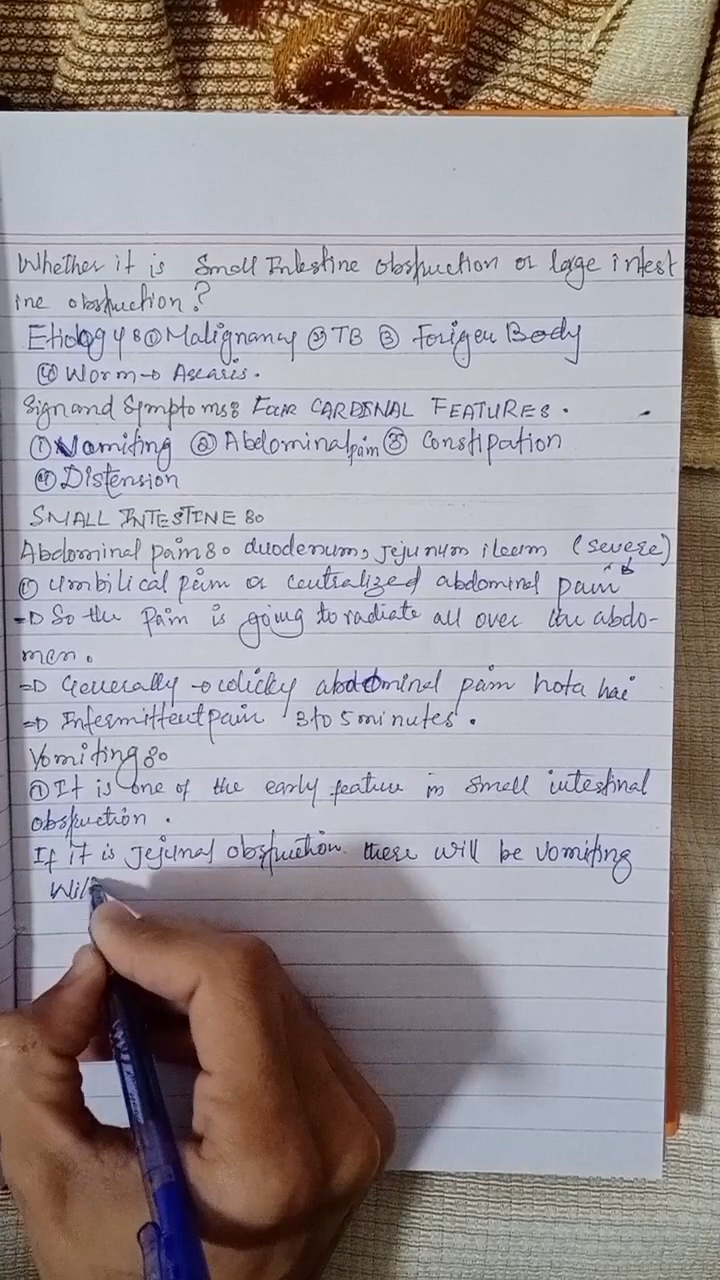 Whether it is Small Intestine obstruction or large intest
ine obstruction?
Etiology: ① Malignancy ② TB ③ Forigen Body
④ Worm → Ascaris.
Sign and Symptoms: FOUR CARDINAL FEATURES.
① Vomiting ② Abdominal pain ③ Constipation
④ Distension
SMALL INTESTINE:
Abdominal pain: duodenum, jejunum ileum (severe)
① Umbilical pain or centralized abdominal pain
⇒ So the Pain is going to radiate all over the abdo-
men.
⇒ Generally → colicky abdominal pain hota hai
⇒ Intermittent pain 3 to 5 minutes.
Vomiting:
① It is one of the early feature in small intestinal
obstruction.
If it is Jejunal obstruction there will be vomiting